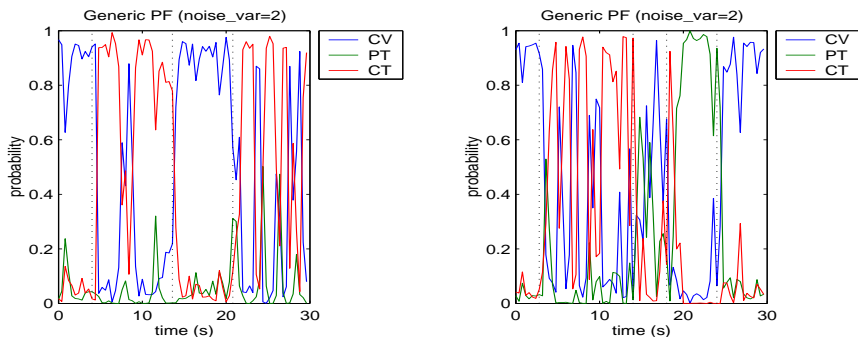 Generic PF (noise_var=2)
1
0.8
0.6
0.4
0.2
0
probability
0
10
20
30
time (s)
CV
PT
CT
Generic PF (noise_var=2)
1
0.8
0.6
0.4
0.2
0
probability
0
10
20
30
time (s)
CV
PT
CT